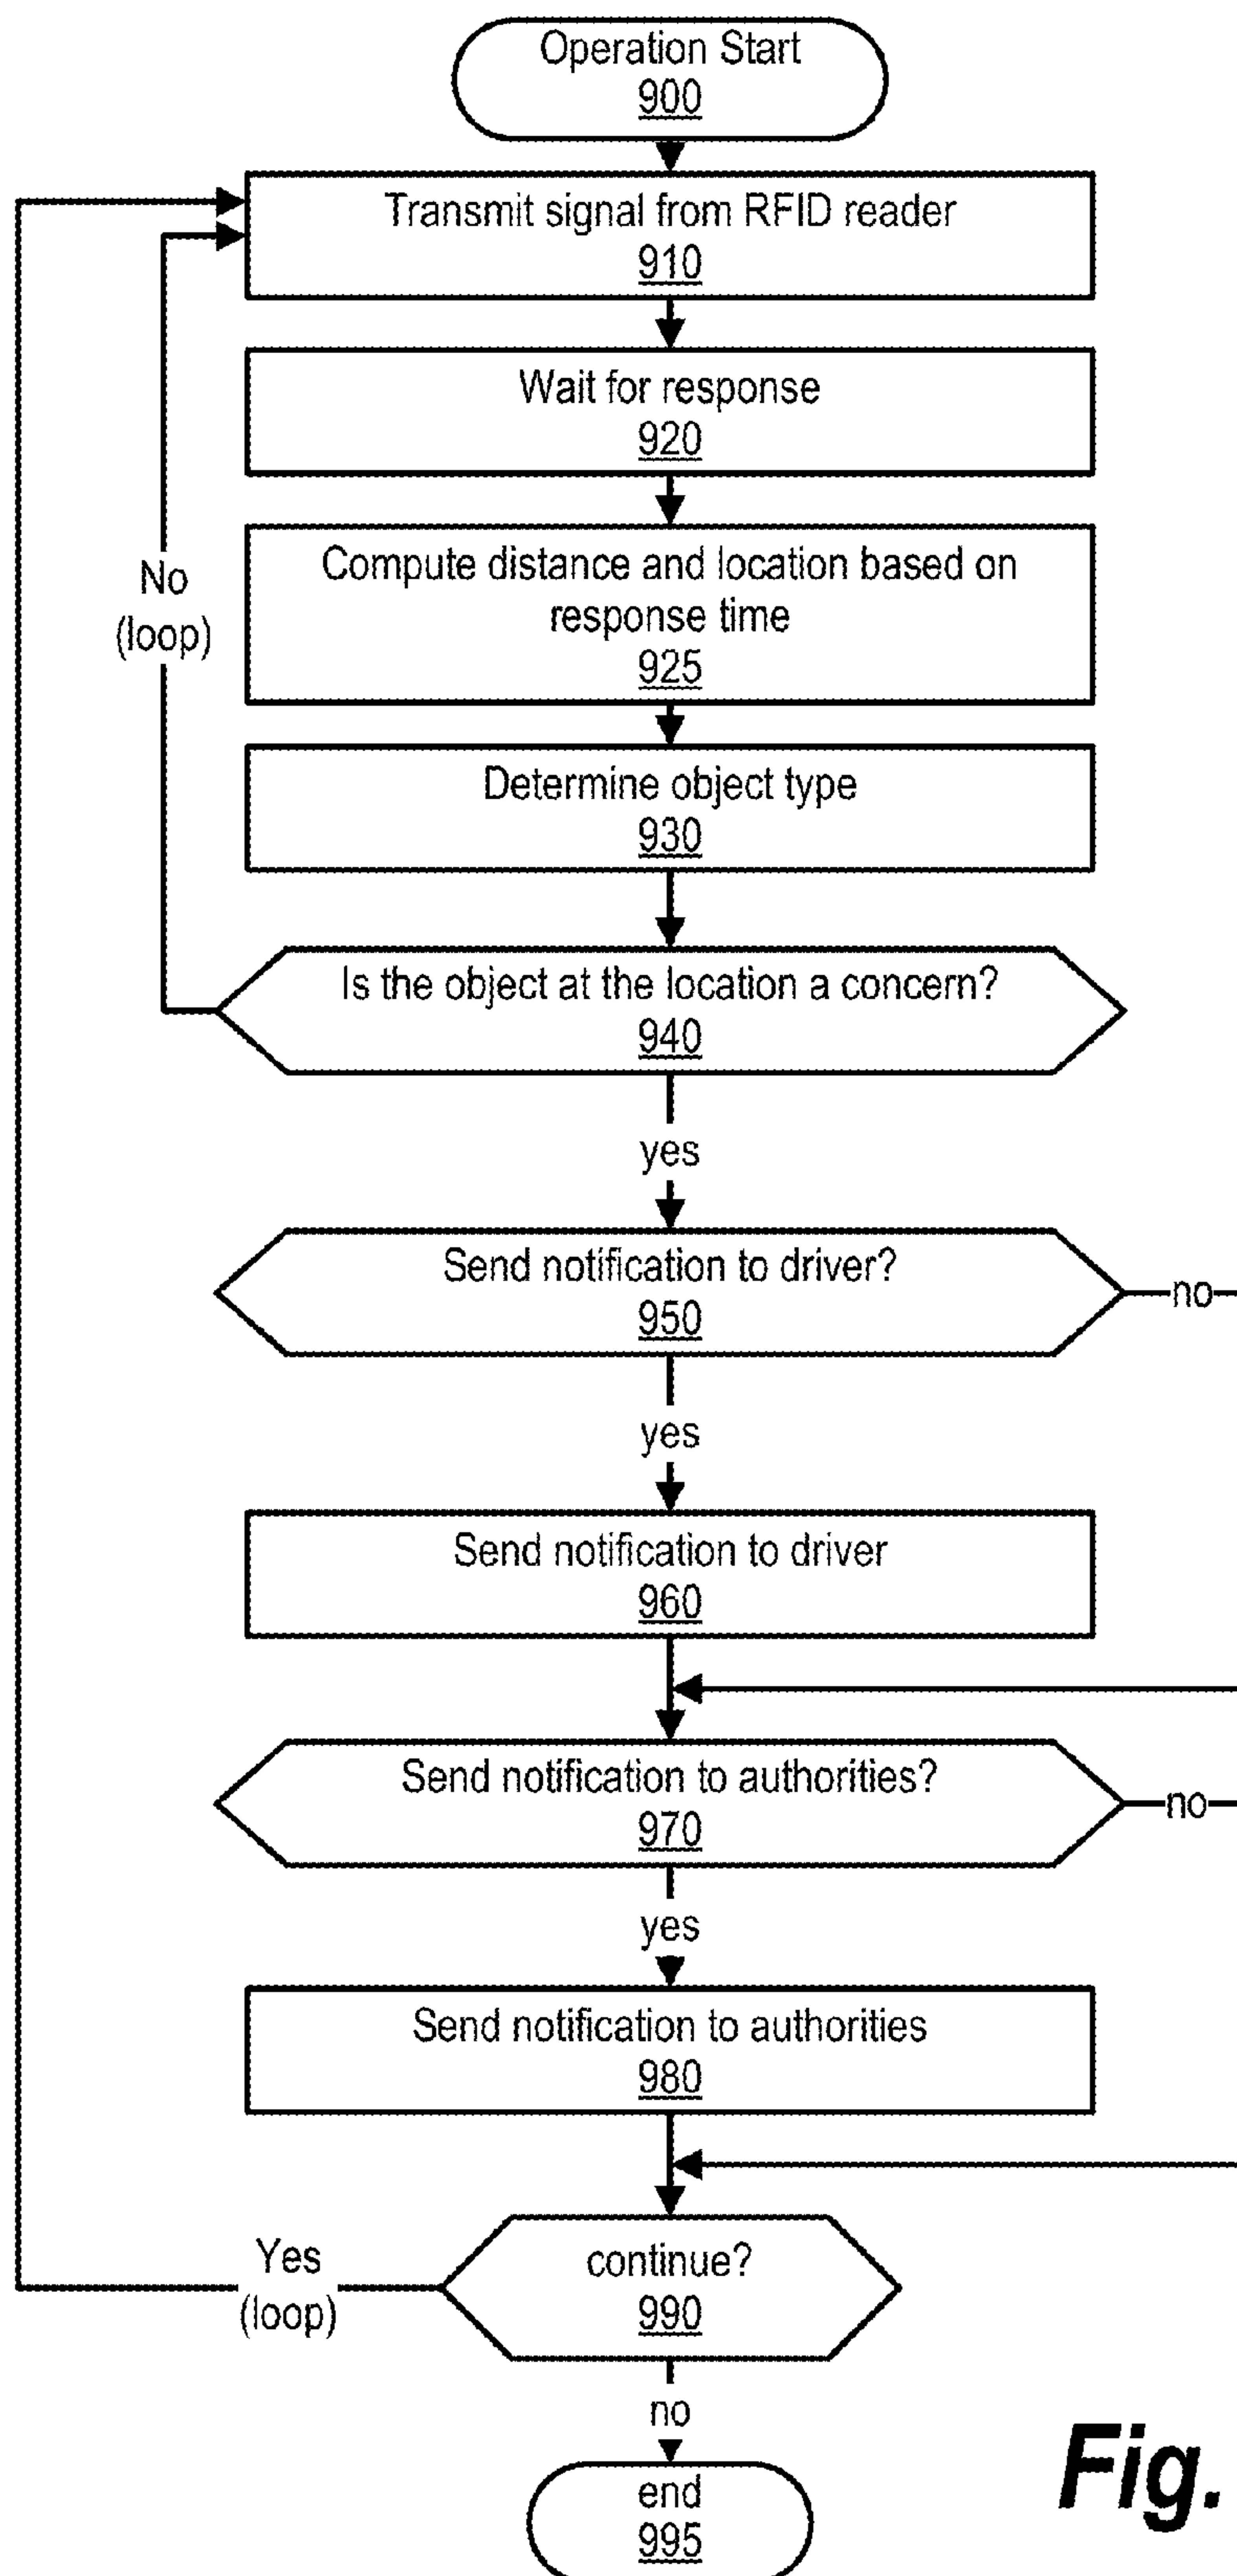 Operation Start
900
Transmit signal from RFID reader
910
Wait for response
920
Compute distance and location based on
response time
925
No
(loop)
Determine object type
930
Is the object at the location a concern?
940
yes
Send notification to driver?
950
no
yes
Send notification to driver
960
Send notification to authorities?
970
no
yes
Send notification to authorities
980
Yes
(loop)
continue?
990
no
end
995
Fig.